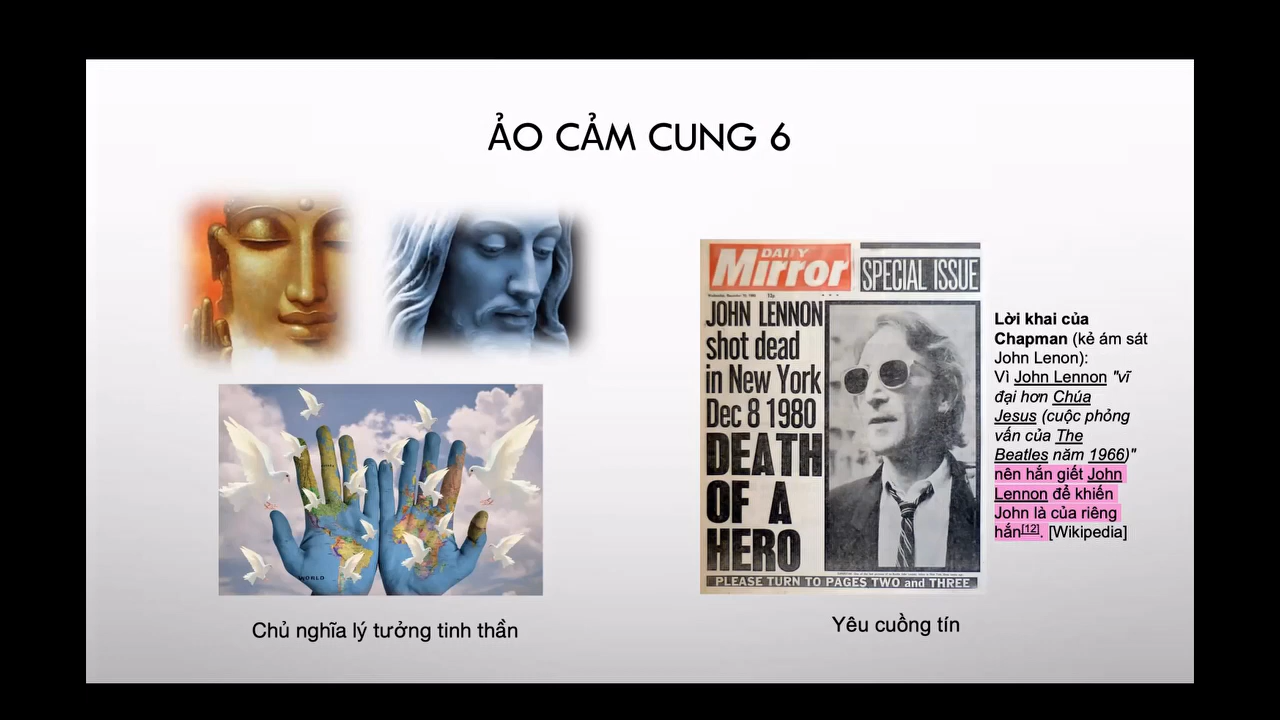 ẢO CẢM CUNG 6
DAILY
Mirror
SPECIAL ISSUE
JOHN LENNON
shot dead
in New York
Dec 8 1980
DEATH
OF A
HERO
PLEASE TURN TO PAGES TWO and THREE
Lời khai của
Chapman (kẻ ám sát
John Lenon):
Vì John Lennon "vĩ
đại hơn Chúa
Jesus (cuộc phỏng
vấn của The
Beatles năm 1966)"
nên hắn giết John
Lennon để khiến
John là của riêng
hắn[12]. [Wikipedia]
WORLD
Chủ nghĩa lý tưởng tinh thần
Yêu cuồng tín